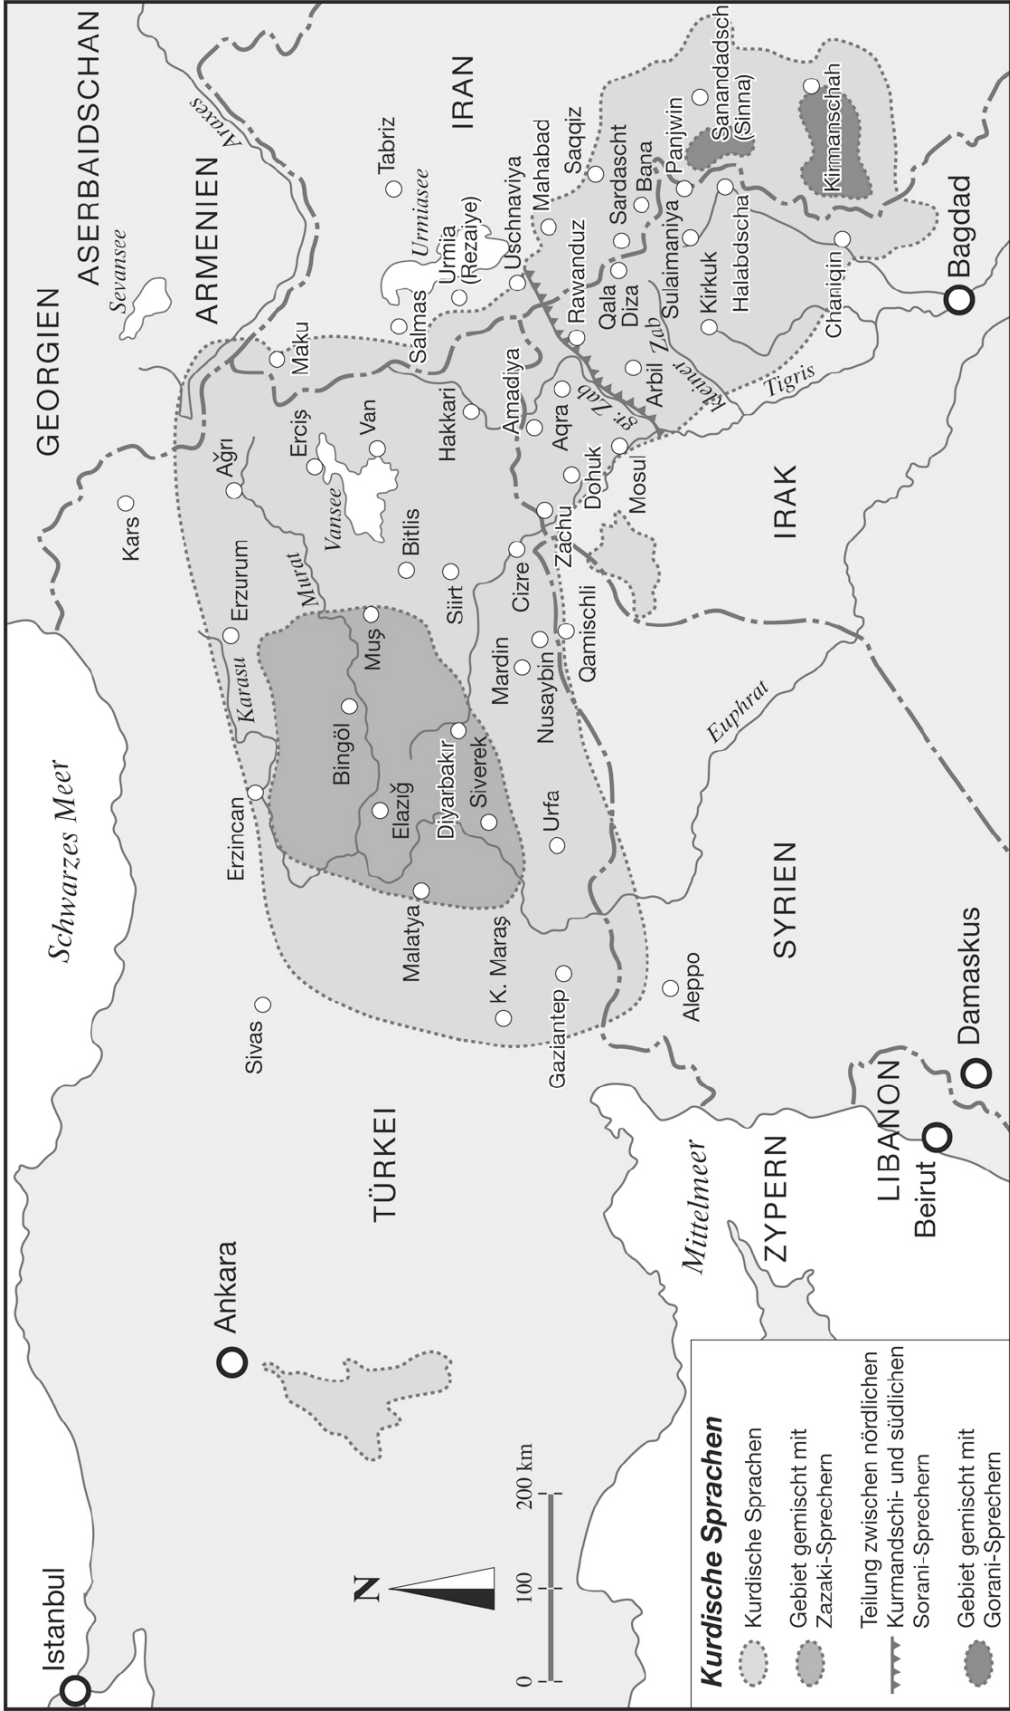 GEORGIEN
ASERBAIDSCHAN
Sevansee
ARMENIEN
Araxes
Schwarzes Meer
Istanbul
Ankara
TÜRKEI
Sivas
Erzincan
Karasu
Erzurum
Kars
Ağrı
Erciş
Maku
Murat
Vansee
Van
Muş
Bingöl
Elazığ
Malatya
Bitlis
Siirt
Diyarbakır
Siverek
K. Maraş
Gaziantep
Urfa
Mardin
Nusaybin
Qamischli
Cizre
Hakkari
Salmas
Tabriz
Urmiasee
Urmia
(Rezaiye)
Uschnaviya
Mahabad
IRAN
Saqqiz
Amadiya
Aqra
Zachu
Dohuk
Mosul
gr. Zab
Rawanduz
Qala
Diza
Sardascht
Bana
Arbil
kleiner Zab
Sulaimaniya
Panjwin
Sanandadsch
(Sinna)
Kirkuk
Halabdscha
Kirmanschah
Chaniqin
Tigris
Bagdad
IRAK
Euphrat
SYRIEN
Aleppo
Damaskus
LIBANON
Beirut
Mittelmeer
ZYPERN
N
0 100 200 km
Kurdische Sprachen
Kurdische Sprachen
Gebiet gemischt mit
Zazaki-Sprechern
Teilung zwischen nördlichen
Kurmandschi- und südlichen
Sorani-Sprechern
Gebiet gemischt mit
Gorani-Sprechern